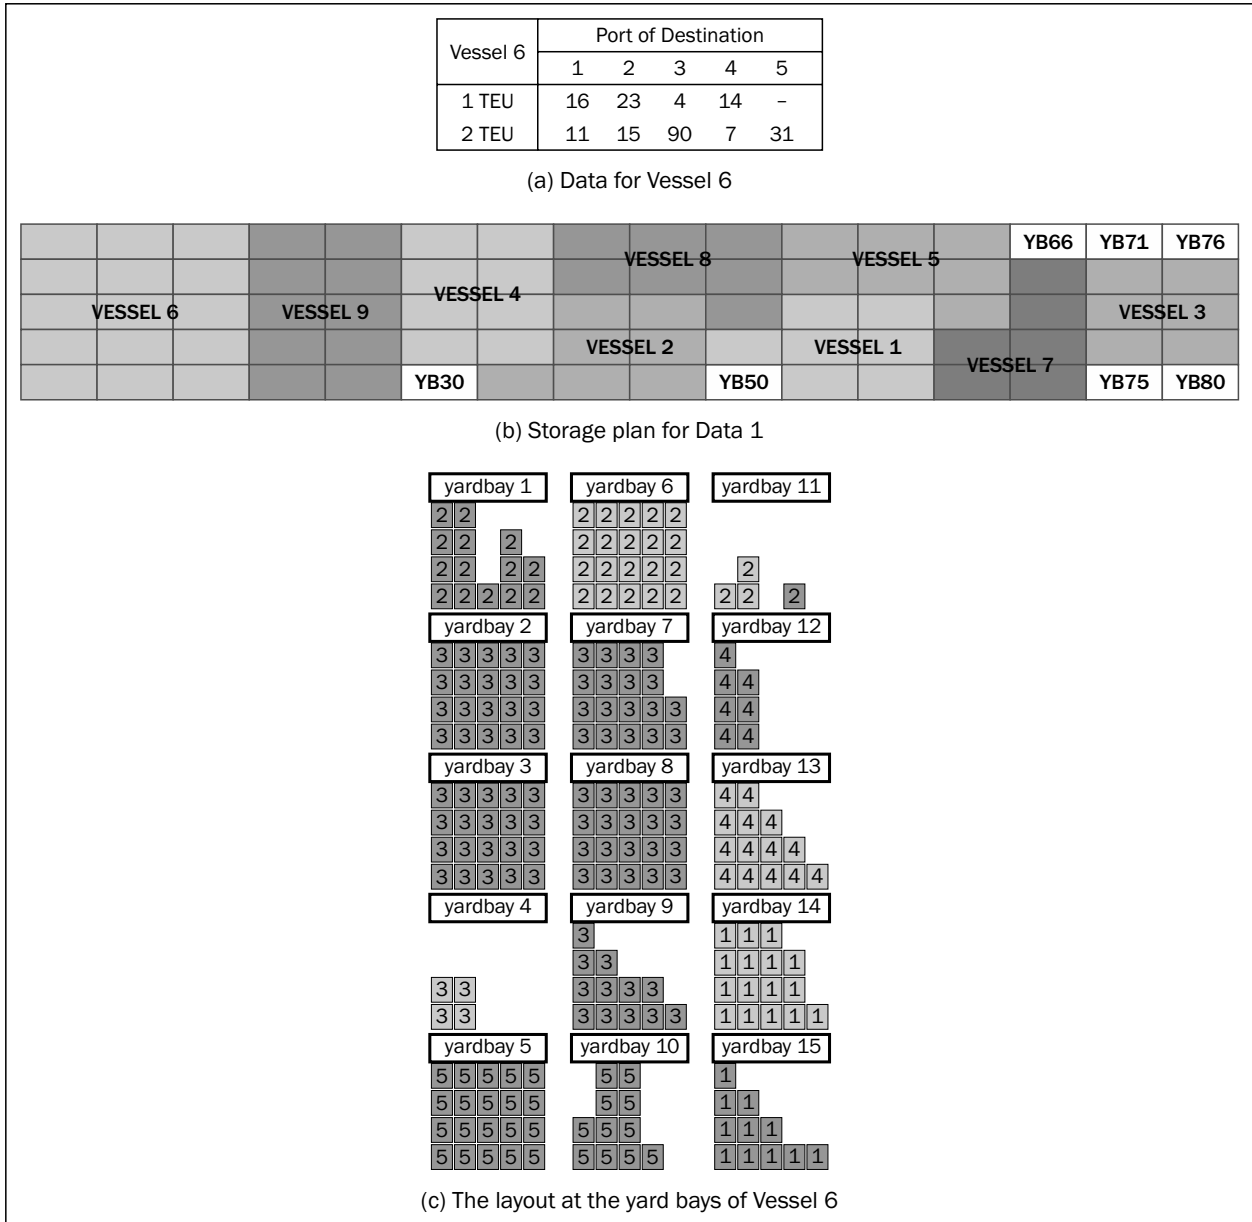 Vessel 6 Port of Destination
1 2 3 4 5
1 TEU 16 23 4 14 –
2 TEU 11 15 90 7 31
(a) Data for Vessel 6
YB66 YB71 YB76
VESSEL 8 VESSEL 5
VESSEL 6 VESSEL 9 VESSEL 4 VESSEL 3
VESSEL 2 VESSEL 1 VESSEL 7
YB30 YB50 YB75 YB80
(b) Storage plan for Data 1
yardbay 1 yardbay 6 yardbay 11
2 2 2 2 2 2 2
2 2 2 2 2 2 2 2
2 2 2 2 2 2 2 2 2 2
2 2 2 2 2 2 2 2 2 2 2 2 2
yardbay 2 yardbay 7 yardbay 12
3 3 3 3 3 3 3 3 3 4
3 3 3 3 3 3 3 3 3 4 4
3 3 3 3 3 3 3 3 3 3 4 4
3 3 3 3 3 3 3 3 3 3 4 4
yardbay 3 yardbay 8 yardbay 13
3 3 3 3 3 3 3 3 3 3 4 4
3 3 3 3 3 3 3 3 3 3 4 4 4
3 3 3 3 3 3 3 3 3 3 4 4 4 4
3 3 3 3 3 3 3 3 3 3 4 4 4 4 4
yardbay 4 yardbay 9 yardbay 14
3 1 1 1
3 3 1 1 1 1
3 3 3 3 3 3 1 1 1 1
3 3 3 3 3 3 3 1 1 1 1 1
yardbay 5 yardbay 10 yardbay 15
5 5 5 5 5 5 5 1
5 5 5 5 5 5 5 1 1
5 5 5 5 5 5 5 5 1 1 1
5 5 5 5 5 5 5 5 5 1 1 1 1 1
(c) The layout at the yard bays of Vessel 6